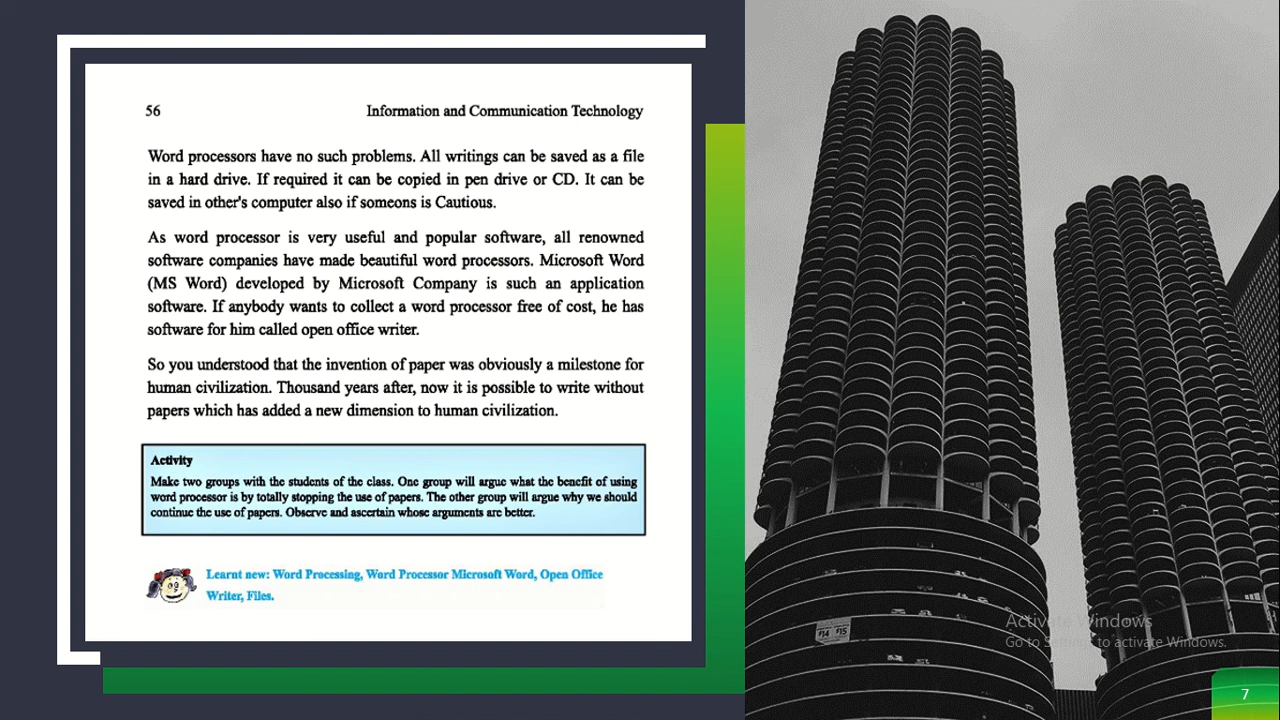 56
Information and Communication Technology
Word processors have no such problems. All writings can be saved as a file
in a hard drive. If required it can be copied in pen drive or CD. It can be
saved in other's computer also if someons is Cautious.
As word processor is very useful and popular software, all renowned
software companies have made beautiful word processors. Microsoft Word
(MS Word) developed by Microsoft Company is such an application
software. If anybody wants to collect a word processor free of cost, he has
software for him called open office writer.
So you understood that the invention of paper was obviously a milestone for
human civilization. Thousand years after, now it is possible to write without
papers which has added a new dimension to human civilization.
Activity
Make two groups with the students of the class. One group will argue what the benefit of using
word processor is by totally stopping the use of papers. The other group will argue why we should
continue the use of papers. Observe and ascertain whose arguments are better.
Learnt new: Word Processing, Word Processor Microsoft Word, Open Office
Writer, Files.
Activate Windows
Go to Settings to activate Windows.
7